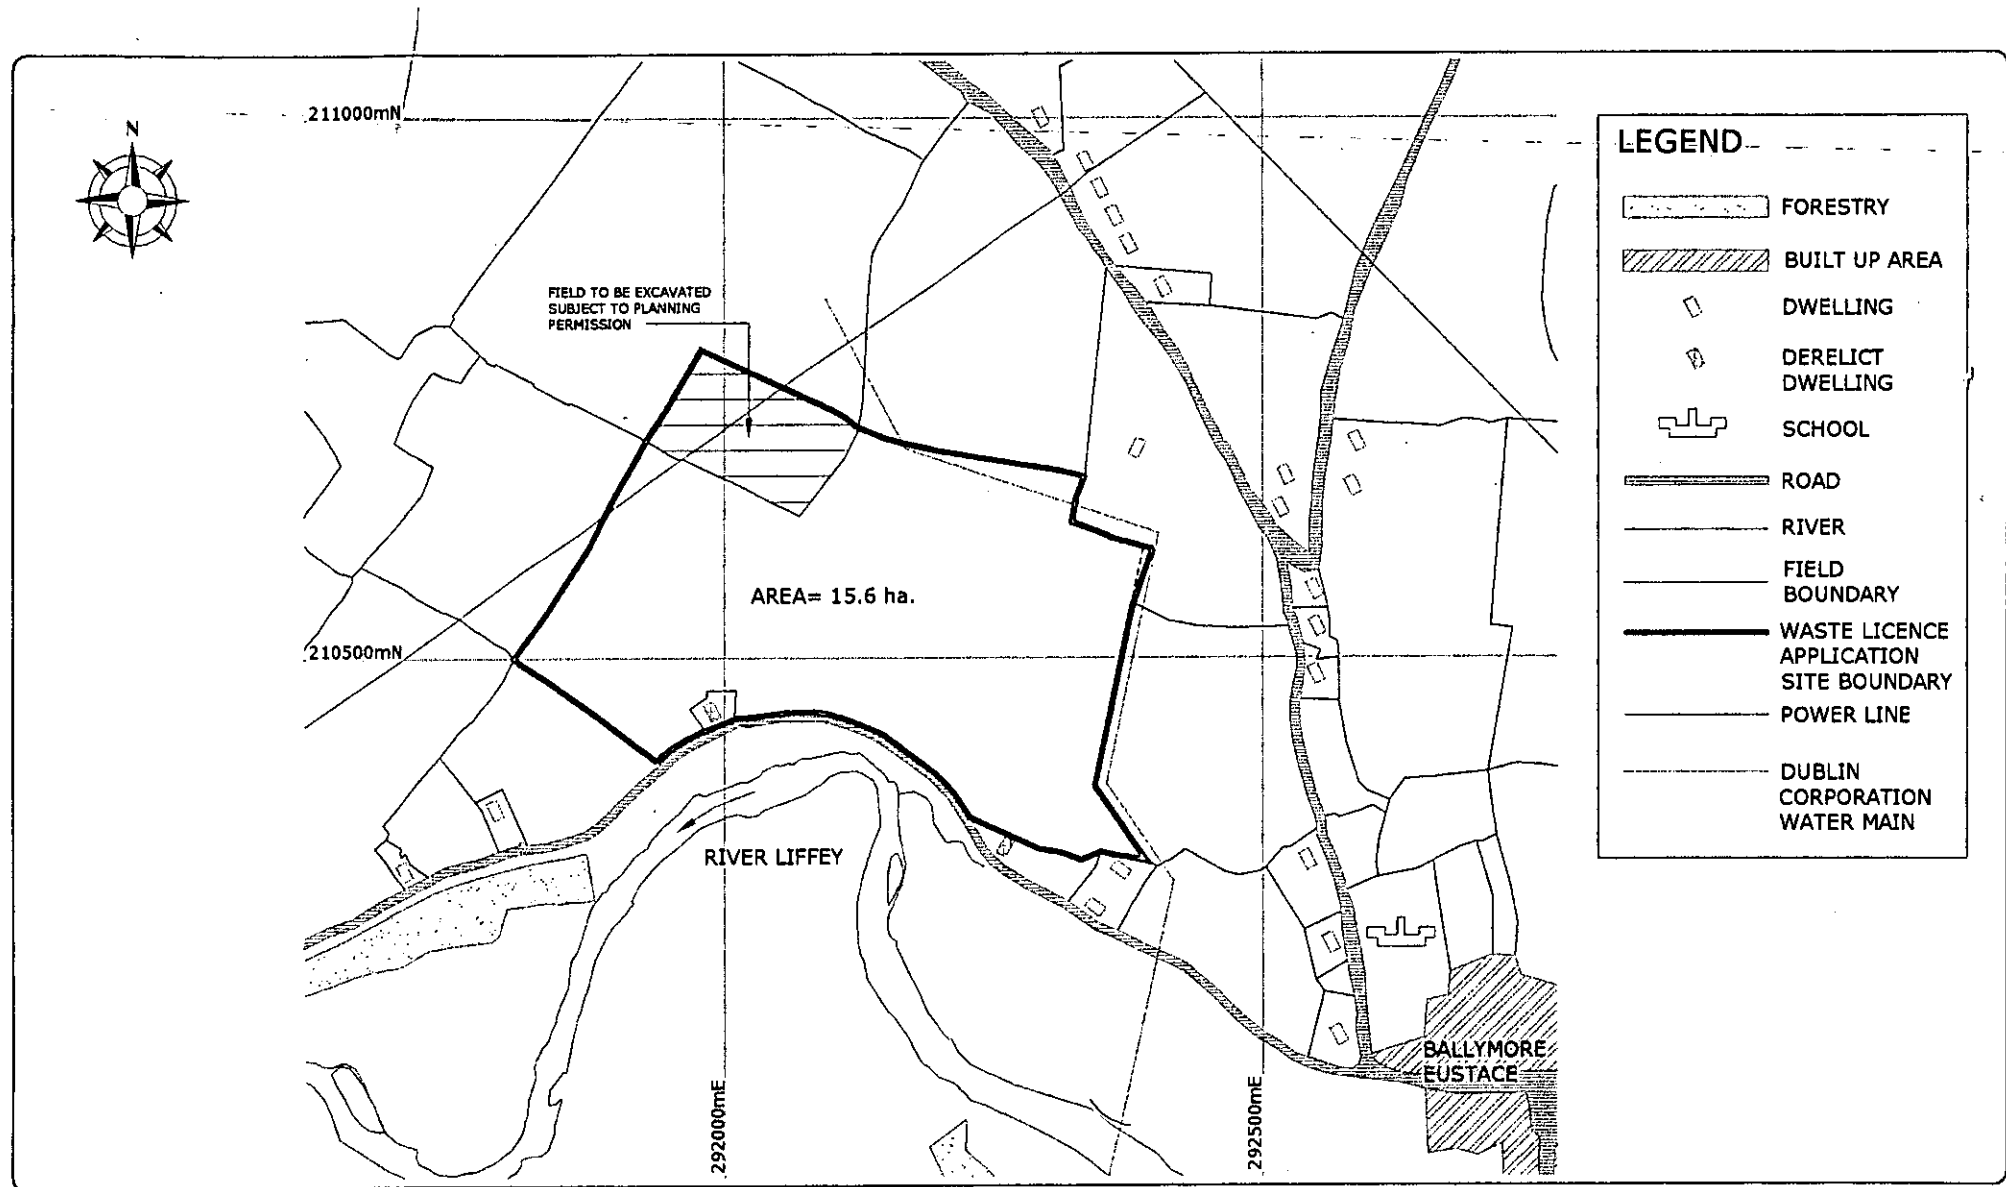 N
211000mN
FIELD TO BE EXCAVATED
SUBJECT TO PLANNING
PERMISSION
AREA= 15.6 ha.
210500mN
RIVER LIFFEY
292000mE
292500mE
BALLYMORE
EUSTACE
LEGEND
FORESTRY
BUILT UP AREA
DWELLING
DERELICT
DWELLING
SCHOOL
ROAD
RIVER
FIELD
BOUNDARY
WASTE LICENCE
APPLICATION
SITE BOUNDARY
POWER LINE
DUBLIN
CORPORATION
WATER MAIN